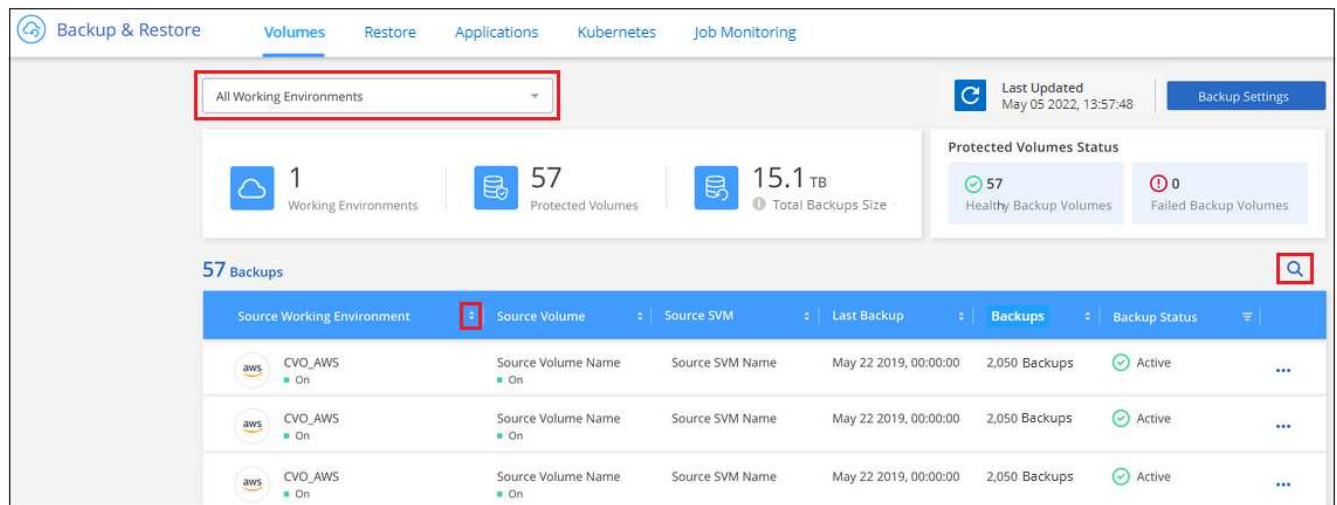 Backup & Restore Volumes Restore Applications Kubernetes Job Monitoring
All Working Environments
Last Updated
May 05 2022, 13:57:48
Backup Settings
1
Working Environments
57
Protected Volumes
15.1 TB
Total Backups Size
Protected Volumes Status
57
Healthy Backup Volumes
0
Failed Backup Volumes
57 Backups
Source Working Environment Source Volume Source SVM Last Backup Backups Backup Status
aws CVO_AWS Source Volume Name Source SVM Name May 22 2019, 00:00:00 2,050 Backups Active
On On
aws CVO_AWS Source Volume Name Source SVM Name May 22 2019, 00:00:00 2,050 Backups Active
On On
aws CVO_AWS Source Volume Name Source SVM Name May 22 2019, 00:00:00 2,050 Backups Active
On On